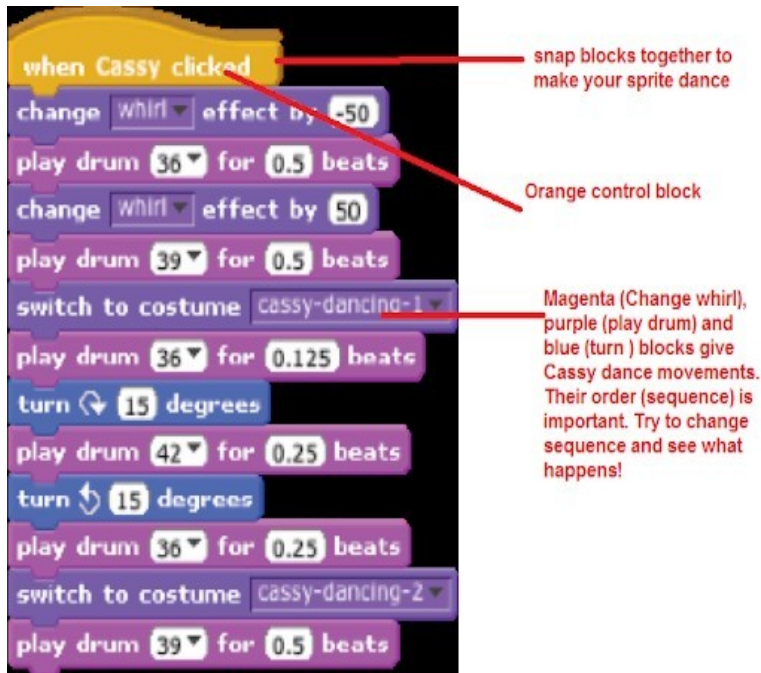 when Cassy clicked
change whirl effect by -50
play drum 36 for 0.5 beats
change whirl effect by 50
play drum 39 for 0.5 beats
switch to costume cassy-dancing-1
play drum 36 for 0.125 beats
turn 15 degrees
play drum 42 for 0.25 beats
turn 15 degrees
play drum 36 for 0.25 beats
switch to costume cassy-dancing-2
play drum 39 for 0.5 beats
snap blocks together to
make your sprite dance
Orange control block
Magenta (Change whirl),
purple (play drum) and
blue (turn ) blocks give
Cassy dance movements.
Their order (sequence) is
important. Try to change
sequence and see what
happens!